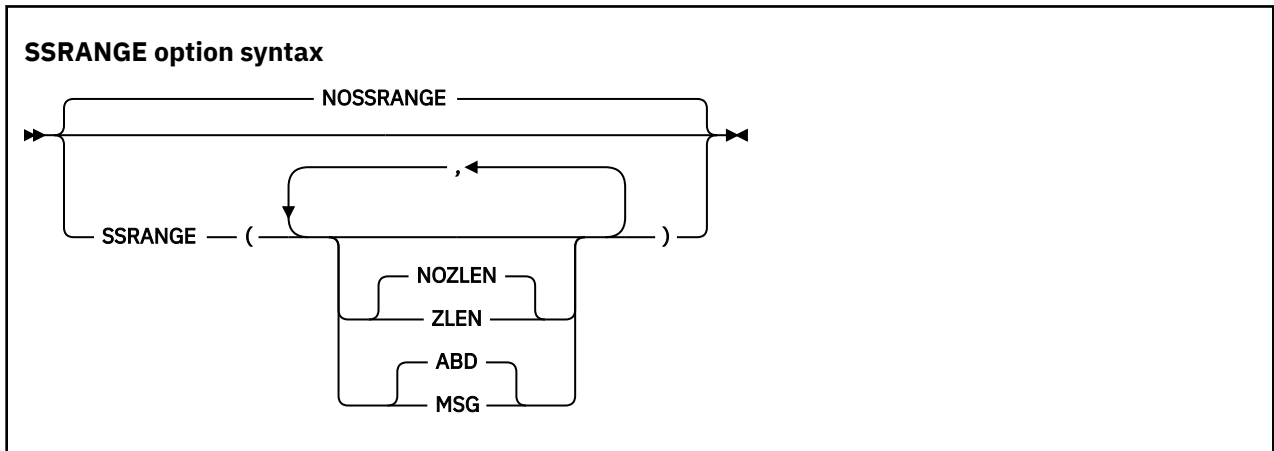 SSRANGE option syntax
NOSSRANGE
,
SSRANGE ( )
NOZLEN
ZLEN
ABD
MSG